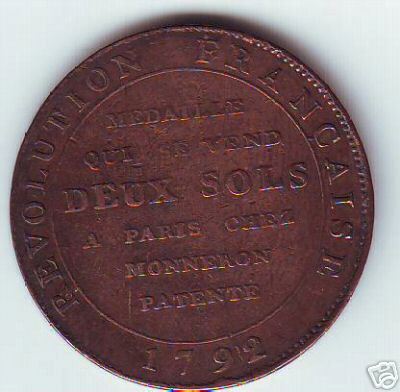 REVOLUTION FRANCAISE
MEDAILLE
QUI SE VEND
DEUX SOLS
A PARIS CHEZ
MONNERON
PATENTE
1792